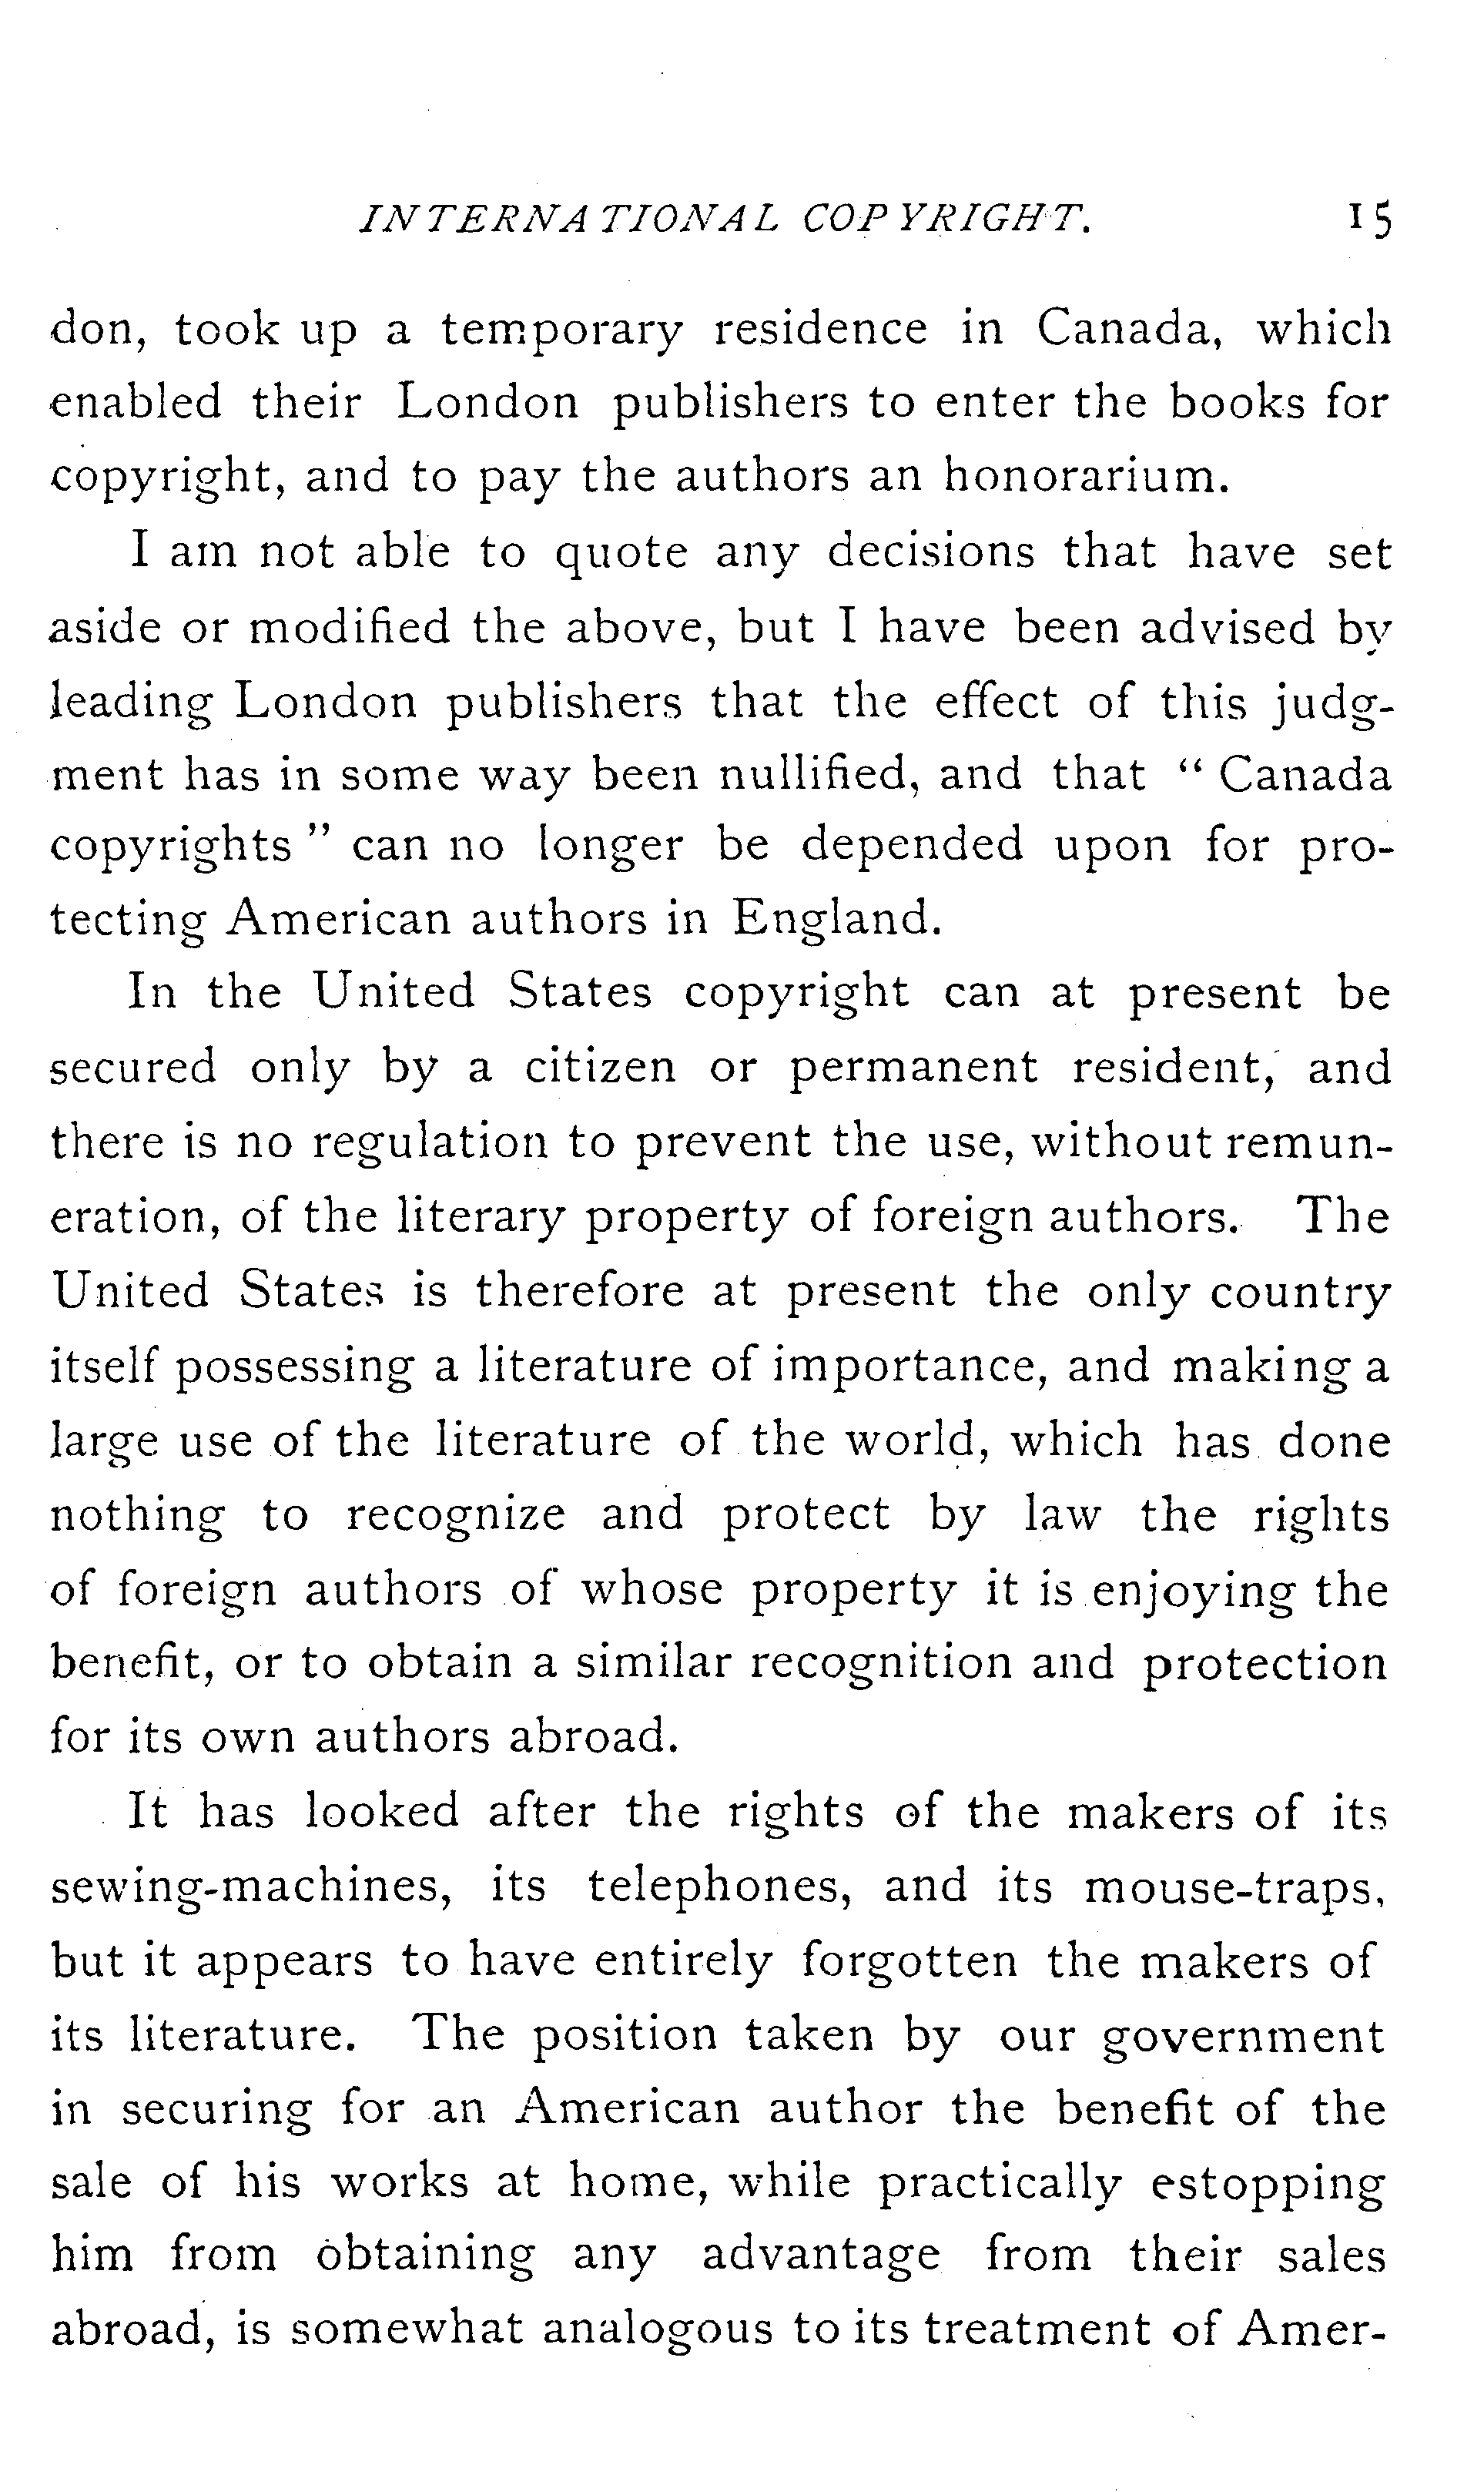 INTERNATIONAL COPYRIGHT. 15
don, took up a temporary residence in Canada, which
enabled their London publishers to enter the books for
copyright, and to pay the authors an honorarium.
I am not able to quote any decisions that have set
aside or modified the above, but I have been advised by
leading London publishers that the effect of this judg-
ment has in some way been nullified, and that “ Canada
copyrights ” can no longer be depended upon for pro-
tecting American authors in England.
In the United States copyright can at present be
secured only by a citizen or permanent resident, and
there is no regulation to prevent the use, without remun-
eration, of the literary property of foreign authors. The
United States is therefore at present the only country
itself possessing a literature of importance, and making a
large use of the literature of the world, which has done
nothing to recognize and protect by law the rights
of foreign authors of whose property it is enjoying the
benefit, or to obtain a similar recognition and protection
for its own authors abroad.
It has looked after the rights of the makers of its
sewing-machines, its telephones, and its mouse-traps,
but it appears to have entirely forgotten the makers of
its literature. The position taken by our government
in securing for an American author the benefit of the
sale of his works at home, while practically estopping
him from obtaining any advantage from their sales
abroad, is somewhat analogous to its treatment of Amer-